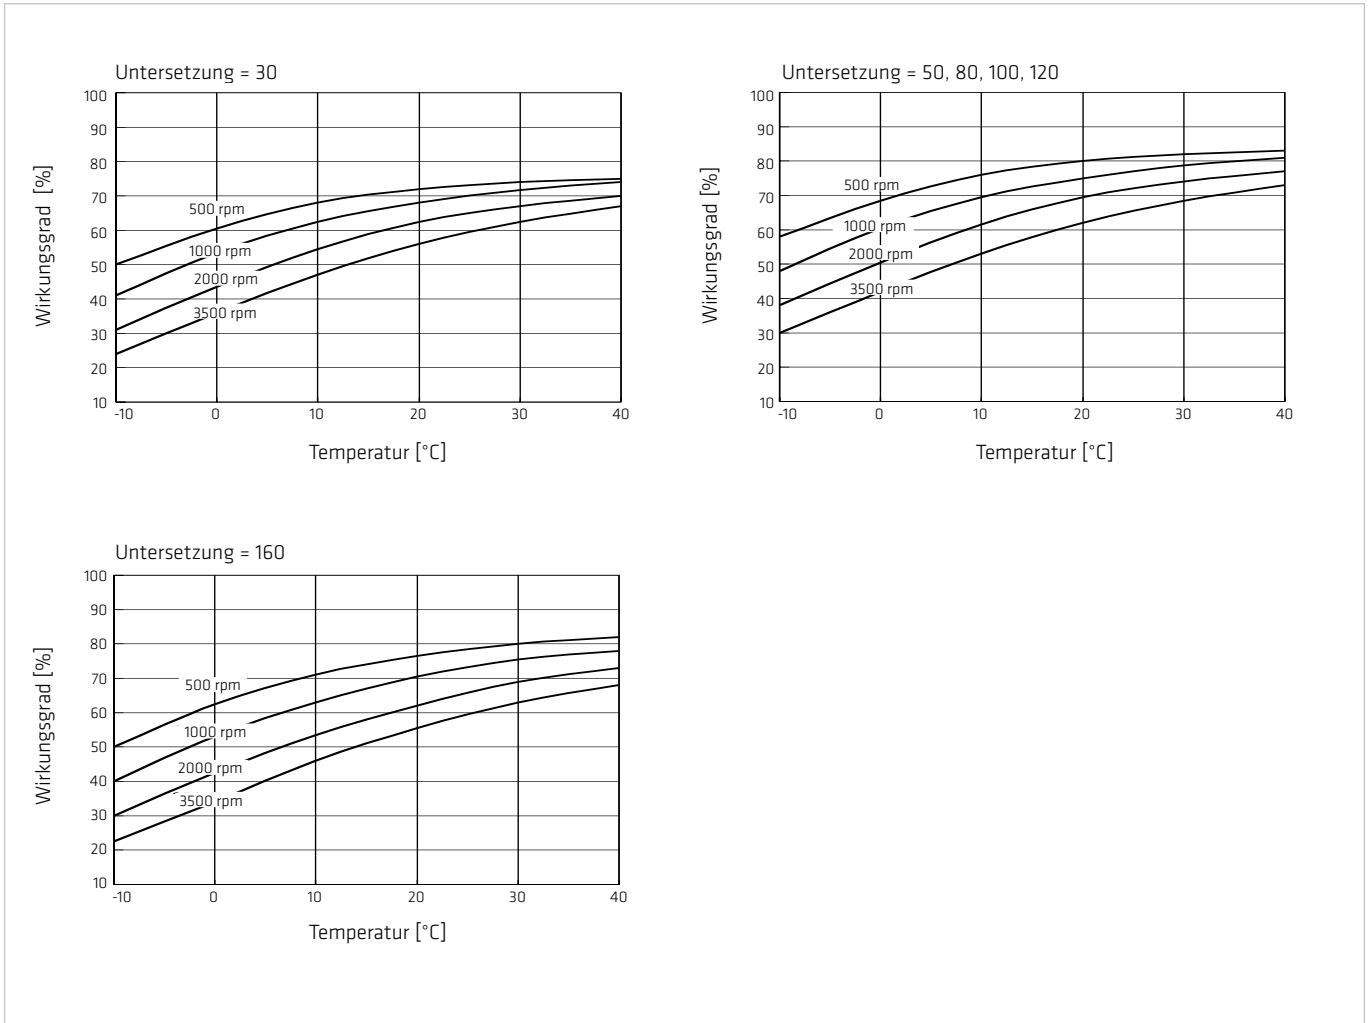 Untersetzung = 30
Wirkungsgrad [%]
100
90
80
70
60
50
40
30
20
10
500 rpm
1000 rpm
2000 rpm
3500 rpm
-10 0 10 20 30 40
Temperatur [°C]
Untersetzung = 50, 80, 100, 120
Wirkungsgrad [%]
100
90
80
70
60
50
40
30
20
10
500 rpm
1000 rpm
2000 rpm
3500 rpm
-10 0 10 20 30 40
Temperatur [°C]
Untersetzung = 160
Wirkungsgrad [%]
100
90
80
70
60
50
40
30
20
10
500 rpm
1000 rpm
2000 rpm
3500 rpm
-10 0 10 20 30 40
Temperatur [°C]